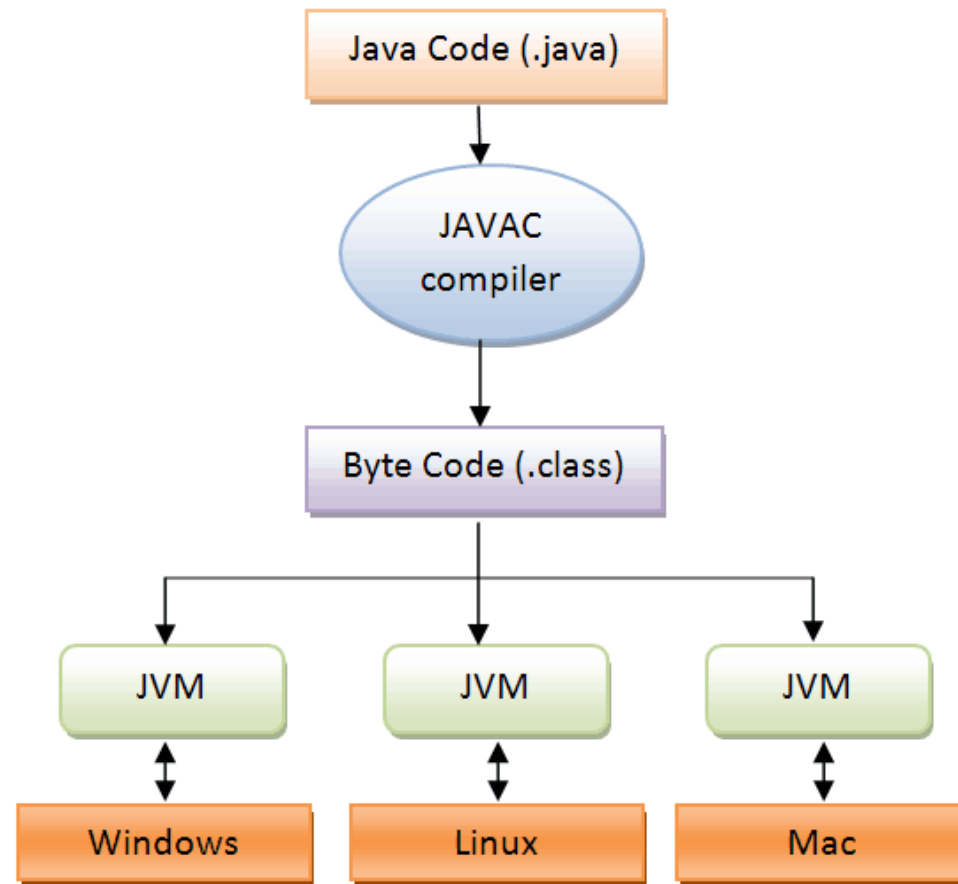 Java Code (.java)
JAVAC
compiler
Byte Code (.class)
JVM
JVM
JVM
Windows
Linux
Mac